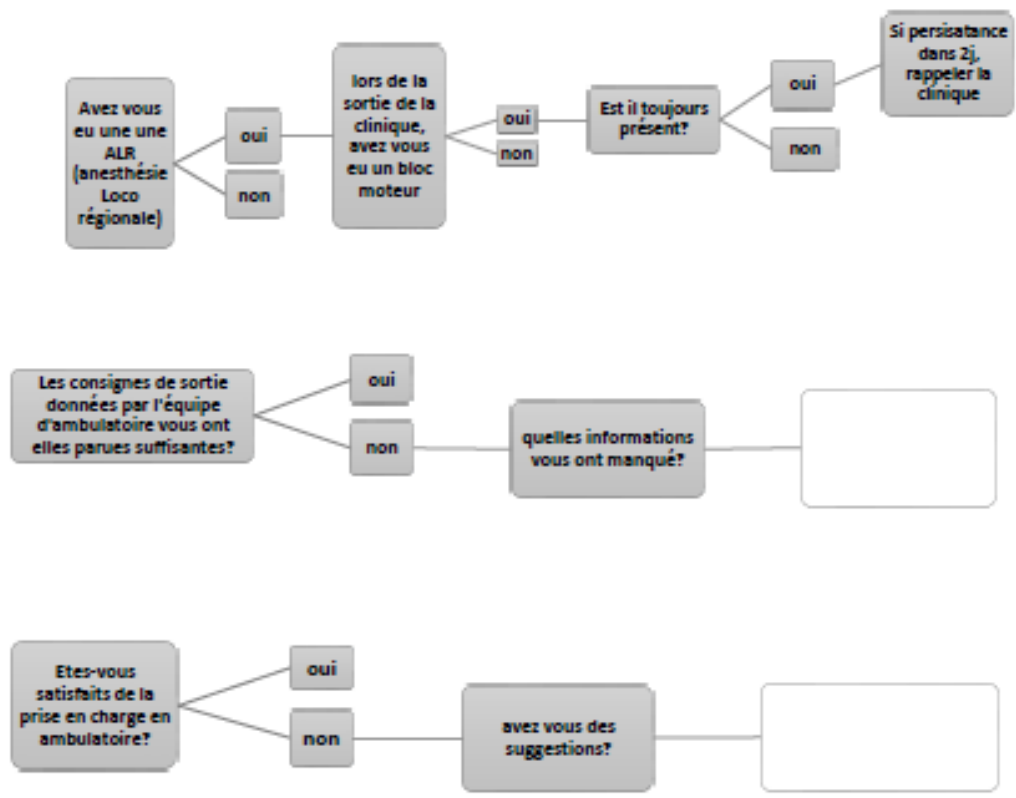 Avez vous
eu une une
ALR
(anesthésie
Loco
régionale)
oui
non
lors de la
sortie de la
clinique,
avez vous
eu un bloc
moteur
oui
non
Est il toujours
présent?
oui
non
Si persisatance
dans 2j,
rappeler la
clinique
Les consignes de sortie
données par l'équipe
d'ambulatoire vous ont
elles parues suffisantes?
oui
non
quelles informations
vous ont manqué?
Etes-vous
satisfaits de la
prise en charge en
ambulatoire?
oui
non
avez vous des
suggestions?